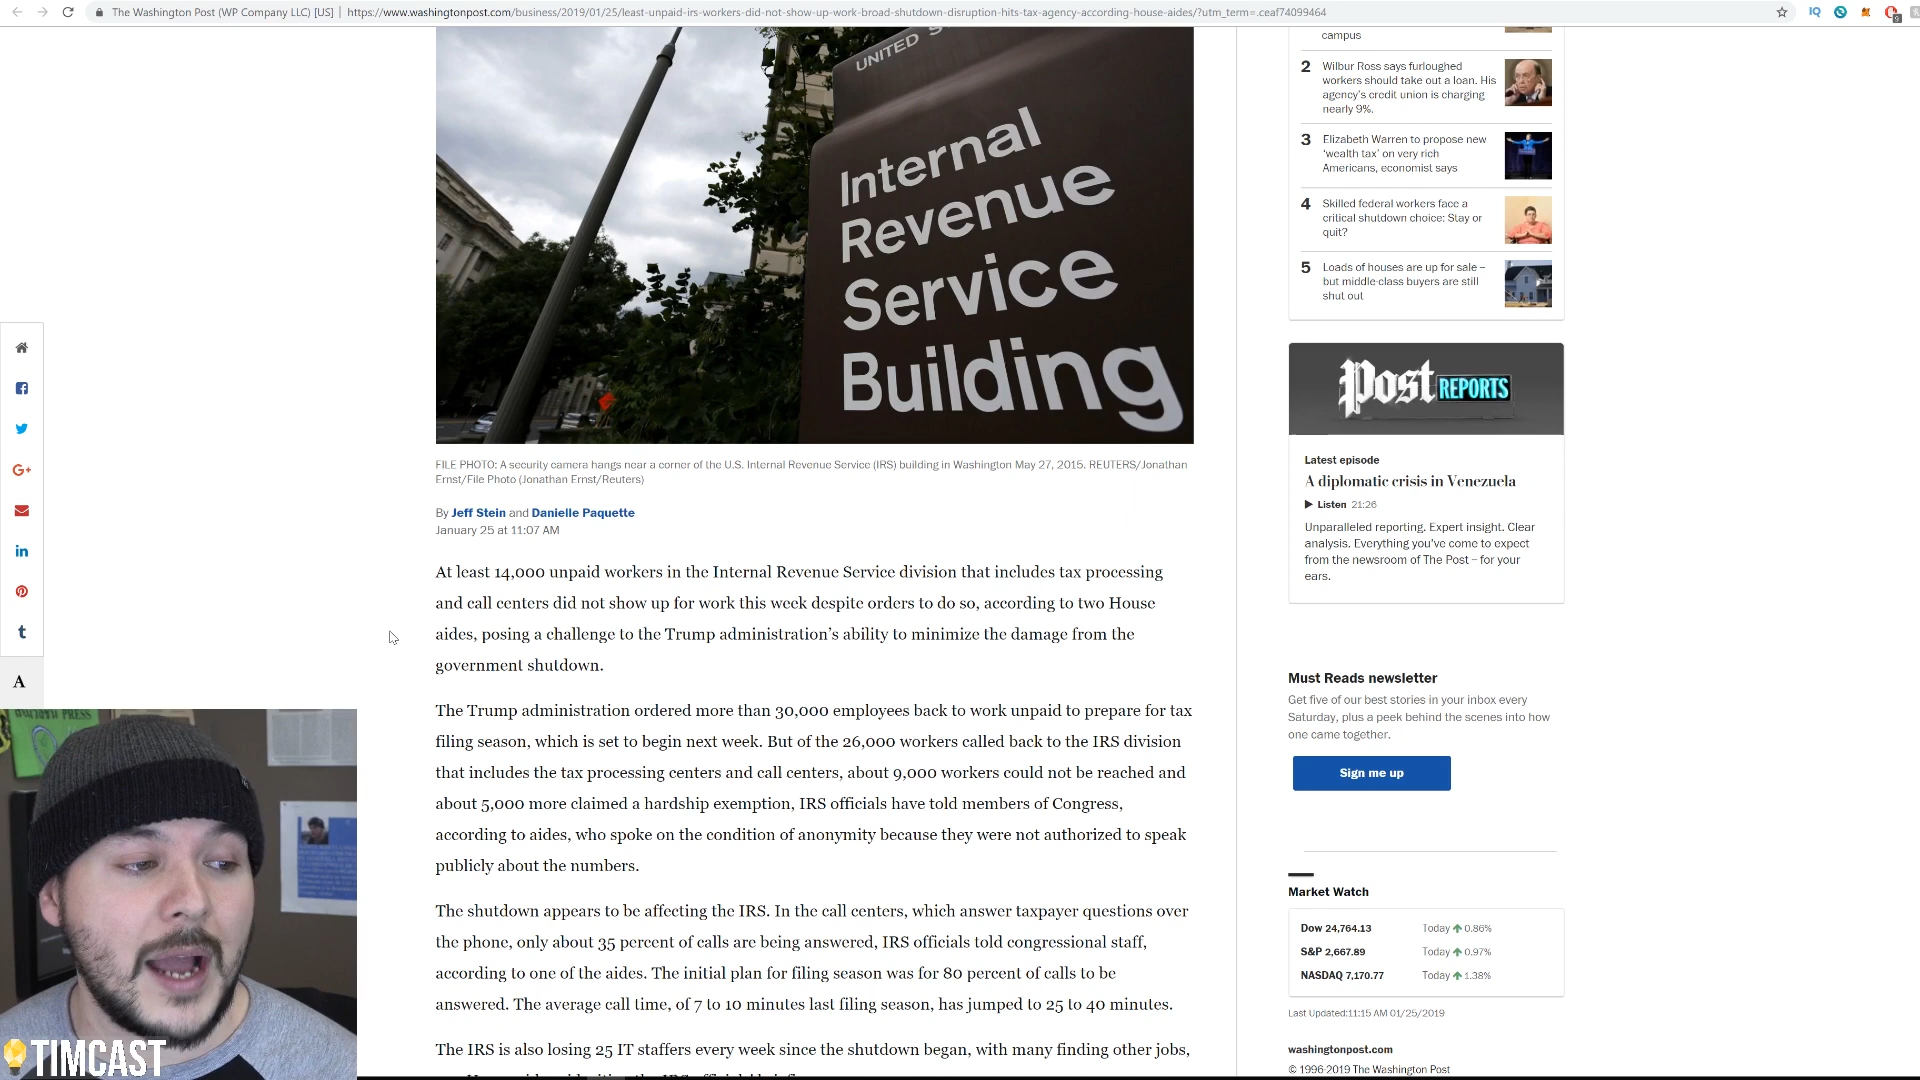 The Washington Post (WP Company LLC) [US] | https://www.washingtonpost.com/business/2019/01/25/least-unpaid-irs-workers-did-not-show-up-work-broad-shutdown-disruption-hits-tax-agency-according-house-aides/?utm_term=.ceaf74099464
UNITED S
Internal
Revenue
Service
Building
FILE PHOTO: A security camera hangs near a corner of the U.S. Internal Revenue Service (IRS) building in Washington May 27, 2015. REUTERS/Jonathan
Ernst/File Photo (Jonathan Ernst/Reuters)
By Jeff Stein and Danielle Paquette
January 25 at 11:07 AM
At least 14,000 unpaid workers in the Internal Revenue Service division that includes tax processing
and call centers did not show up for work this week despite orders to do so, according to two House
aides, posing a challenge to the Trump administration's ability to minimize the damage from the
government shutdown.
The Trump administration ordered more than 30,000 employees back to work unpaid to prepare for tax
filing season, which is set to begin next week. But of the 26,000 workers called back to the IRS division
that includes the tax processing centers and call centers, about 9,000 workers could not be reached and
about 5,000 more claimed a hardship exemption, IRS officials have told members of Congress,
according to aides, who spoke on the condition of anonymity because they were not authorized to speak
publicly about the numbers.
The shutdown appears to be affecting the IRS. In the call centers, which answer taxpayer questions over
the phone, only about 35 percent of calls are being answered, IRS officials told congressional staff,
according to one of the aides. The initial plan for filing season was for 80 percent of calls to be
answered. The average call time, of 7 to 10 minutes last filing season, has jumped to 25 to 40 minutes.
The IRS is also losing 25 IT staffers every week since the shutdown began, with many finding other jobs,
campus
2 Wilbur Ross says furloughed
workers should take out a loan. His
agency's credit union is charging
nearly 9%.
3 Elizabeth Warren to propose new
'wealth tax' on very rich
Americans, economist says
4 Skilled federal workers face a
critical shutdown choice: Stay or
quit?
5 Loads of houses are up for sale –
but middle-class buyers are still
shut out
Post REPORTS
Latest episode
A diplomatic crisis in Venezuela
Listen 21:26
Unparalleled reporting. Expert insight. Clear
analysis. Everything you've come to expect
from the newsroom of The Post – for your
ears.
Must Reads newsletter
Get five of our best stories in your inbox every
Saturday, plus a peek behind the scenes into how
one came together.
Sign me up
Market Watch
Dow 24,764.13 Today 0.86%
S&P 2,667.89 Today 0.97%
NASDAQ 7,170.77 Today 1.38%
Last Updated:11:15 AM 01/25/2019
washingtonpost.com
© 1996-2019 The Washington Post
G+
in
t
A
PRESS
TIMCAST